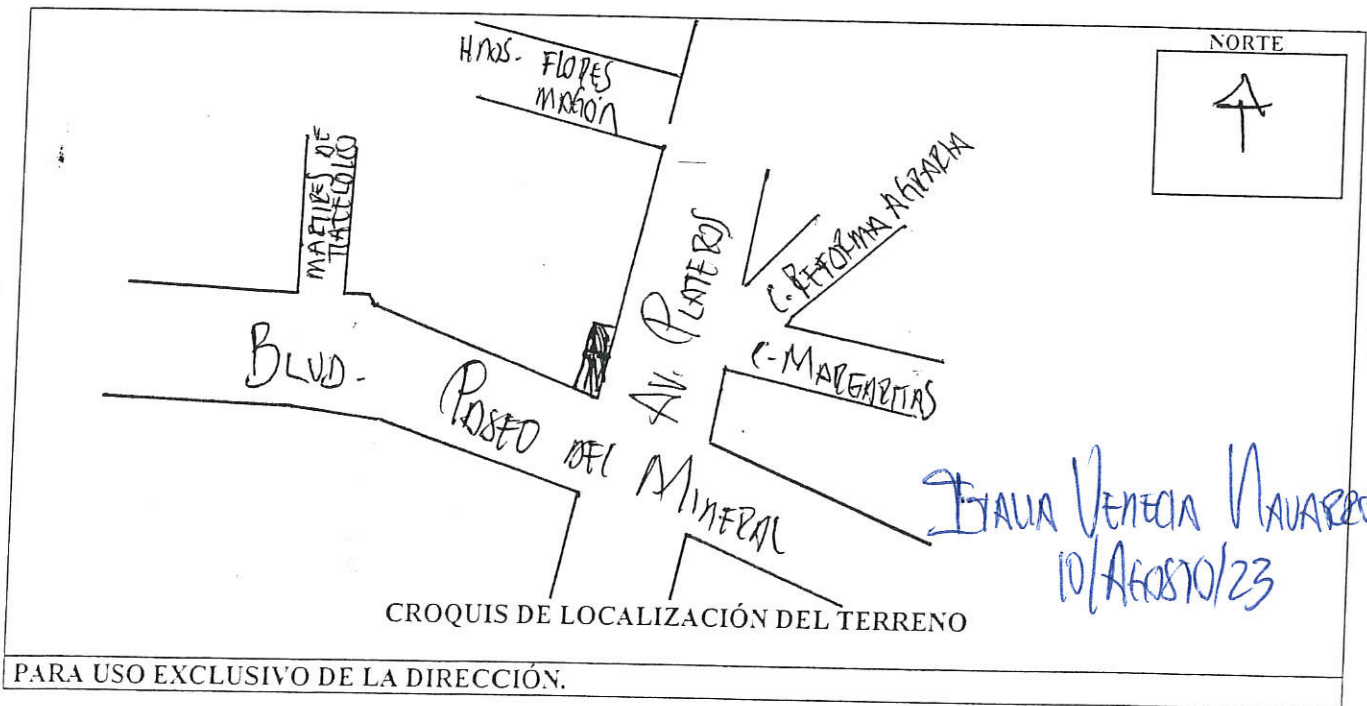 NORTE
HNOS. FLORES
MAGÓN
MÁRTIRES DE
TLATELOLCO
AV. PLATEROS
C. REFORMA AGRARIA
C. MARGARITAS
BLVD. PASEO DEL MINERAL
ITALIA VENECIA NAVARRO
10/AGOSTO/23
CROQUIS DE LOCALIZACIÓN DEL TERRENO
PARA USO EXCLUSIVO DE LA DIRECCIÓN.